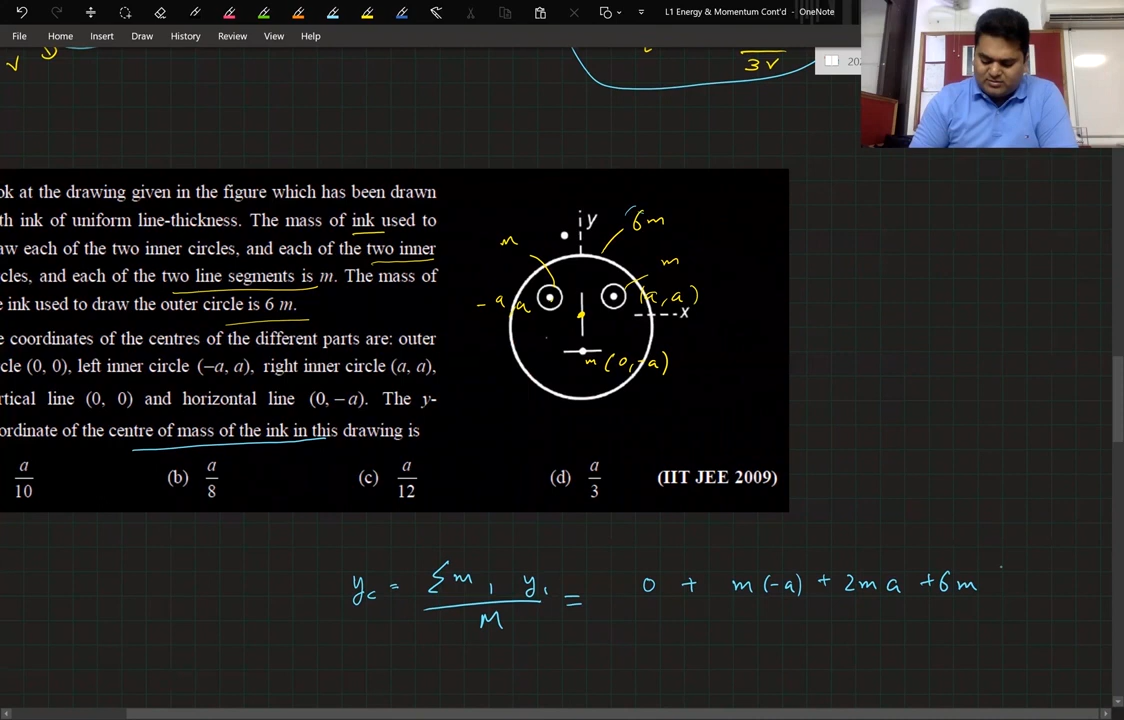 L1 Energy & Momentum Cont'd - OneNote
File Home Insert Draw History Review View Help
3v
202
ok at the drawing given in the figure which has been drawn
th ink of uniform line-thickness. The mass of ink used to
aw each of the two inner circles, and each of the two inner
cles, and each of the two line segments is m. The mass of
e ink used to draw the outer circle is 6 m.
e coordinates of the centres of the different parts are: outer
cle (0, 0), left inner circle (−a, a), right inner circle (a, a),
rtical line (0, 0) and horizontal line (0, − a). The y-
ordinate of the centre of mass of the ink in this drawing is
a/10 (b) a/8 (c) a/12 (d) a/3 (IIT JEE 2009)
y
6m
m
m
-a, a
(a, a)
x
m (0, -a)
y_c = Σm₁ y₁ / M = 0 + m(-a) + 2ma + 6m